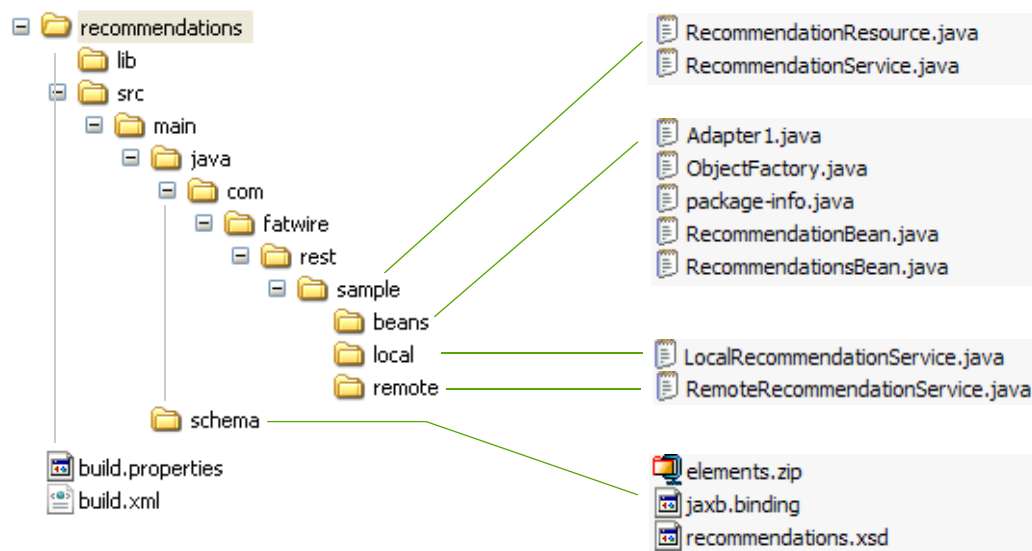 recommendations
lib
src
main
java
com
fatwire
rest
sample
beans
local
remote
schema
build.properties
build.xml
RecommendationResource.java
RecommendationService.java
Adapter1.java
ObjectFactory.java
package-info.java
RecommendationBean.java
RecommendationsBean.java
LocalRecommendationService.java
RemoteRecommendationService.java
elements.zip
jaxb.binding
recommendations.xsd